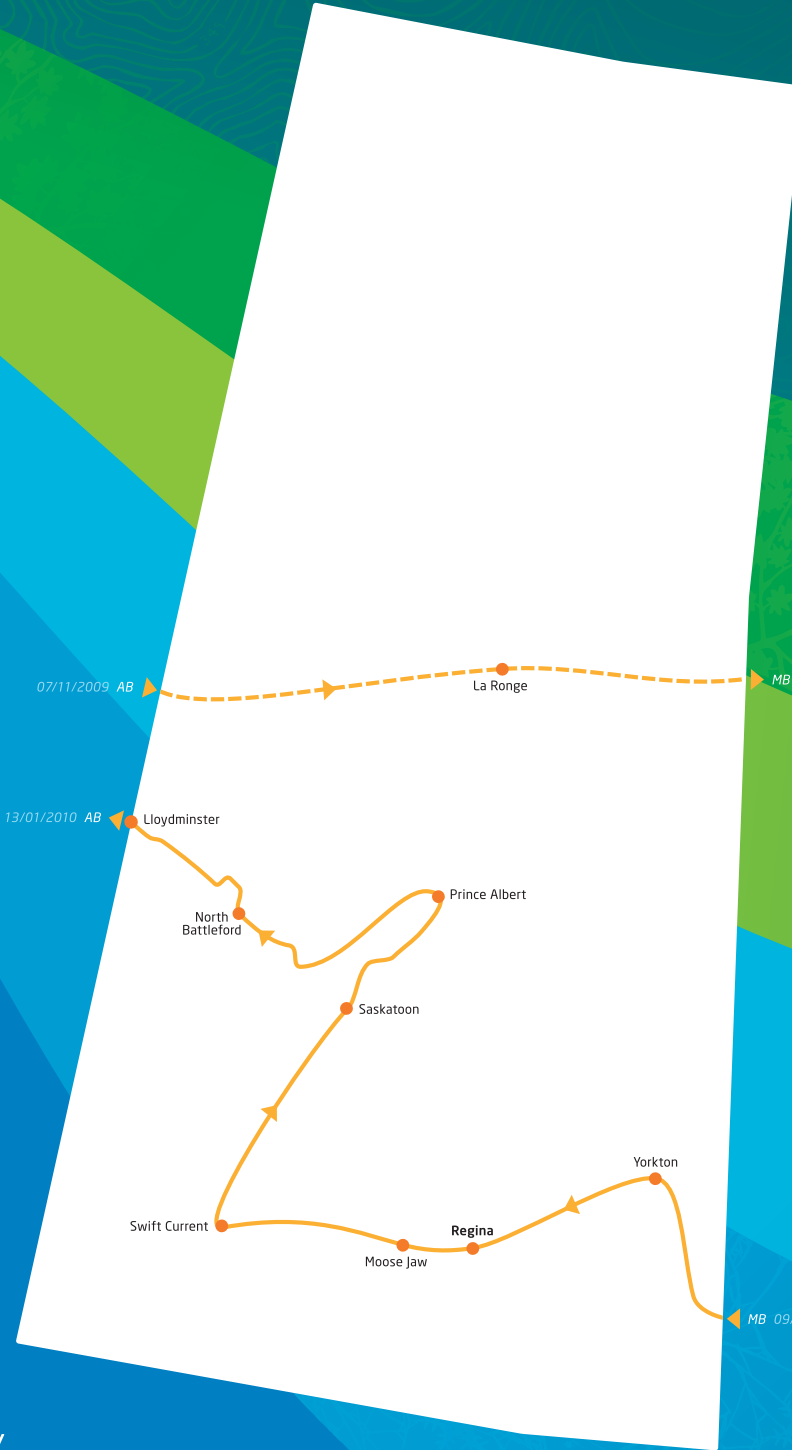 07/11/2009 AB
La Ronge
MB
13/01/2010 AB
Lloydminster
Prince Albert
North
Battleford
Saskatoon
Yorkton
Swift Current
Regina
Moose Jaw
MB 09/